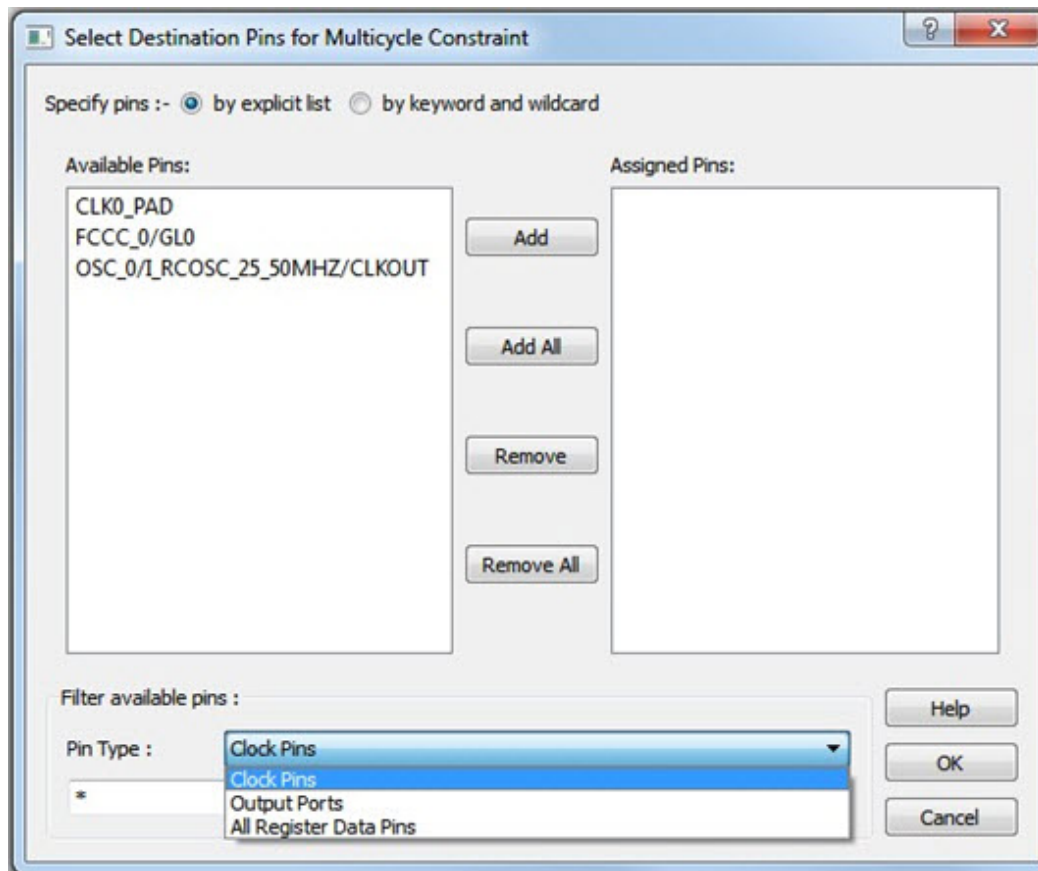 Select Destination Pins for Multicycle Constraint
Specify pins :- by explicit list by keyword and wildcard
Available Pins:
Assigned Pins:
CLK0_PAD
FCCC_0/GL0
OSC_0/I_RCOSC_25_50MHZ/CLKOUT
Add
Add All
Remove
Remove All
Filter available pins :
Pin Type :
Clock Pins
Clock Pins
Output Ports
All Register Data Pins
*
Help
OK
Cancel